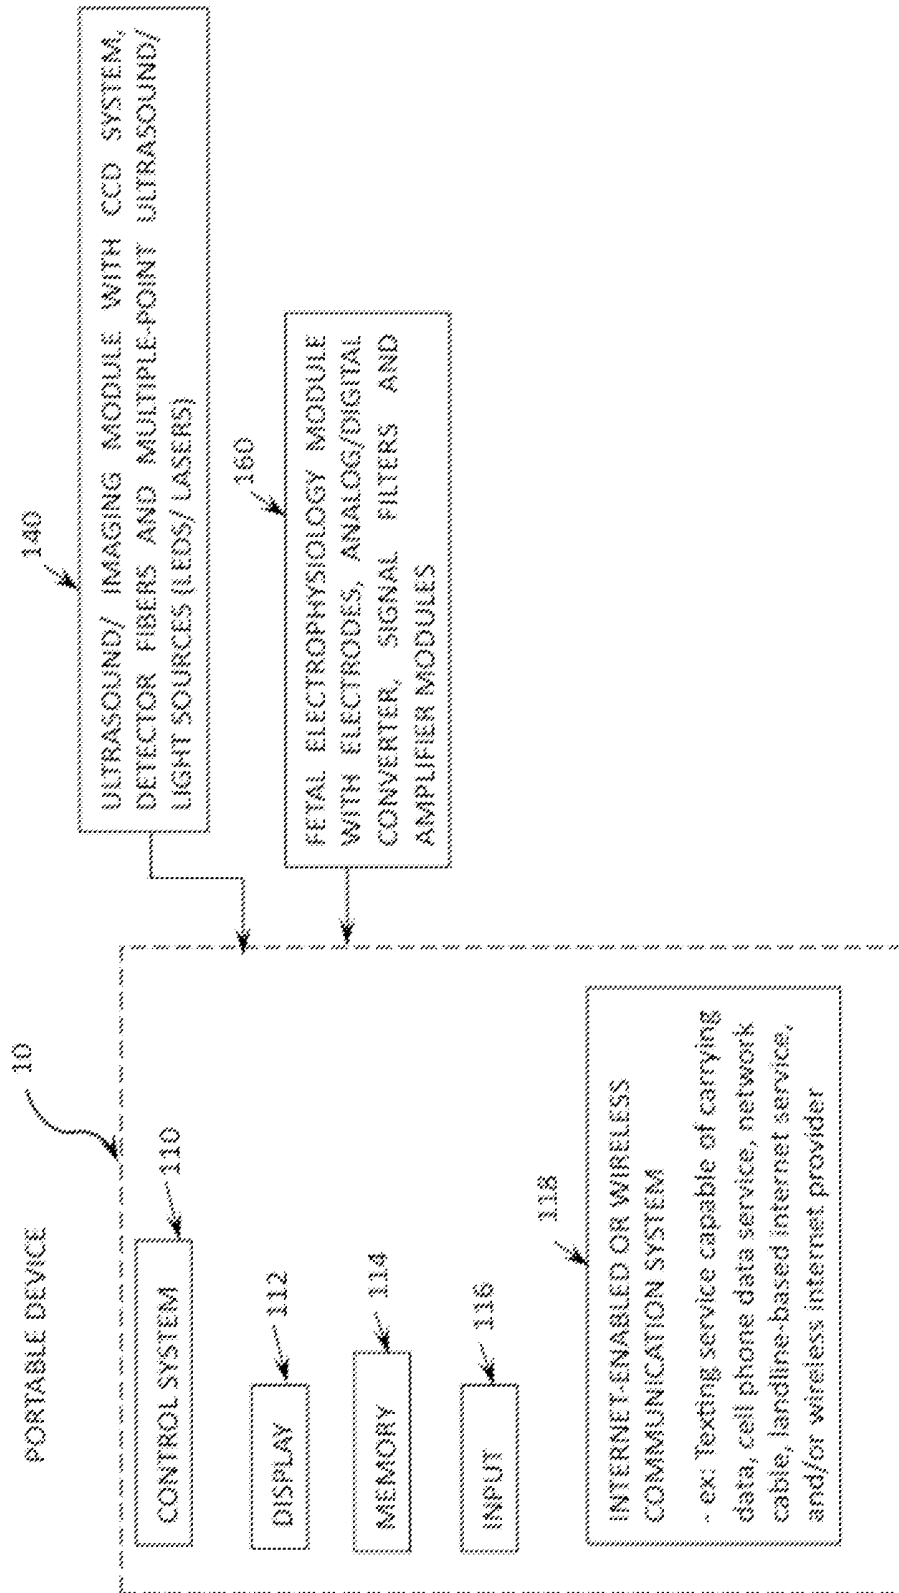 PORTABLE DEVICE
10
CONTROL SYSTEM
110
DISPLAY
112
MEMORY
114
INPUT
116
118
INTERNET-ENABLED OR WIRELESS
COMMUNICATION SYSTEM
- ex: Texting service capable of carrying
data, cell phone data service, network
cable, landline-based internet service,
and/or wireless internet provider
140
ULTRASOUND/ IMAGING MODULE WITH CCD SYSTEM,
DETECTOR FIBERS AND MULTIPLE-POINT ULTRASOUND/
LIGHT SOURCES (LEDS/ LASERS)
160
FETAL ELECTROPHYSIOLOGY MODULE
WITH ELECTRODES, ANALOG/DIGITAL
CONVERTER, SIGNAL FILTERS AND
AMPLIFIER MODULES